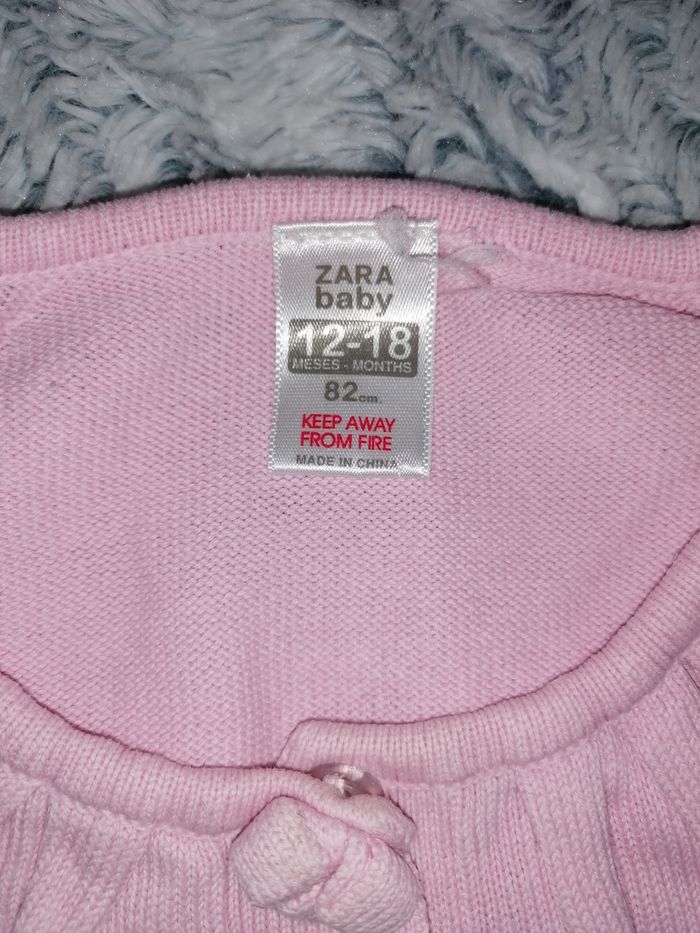 ZARA
baby
12-18
MESES - MONTHS
82cm.
KEEP AWAY
FROM FIRE
MADE IN CHINA